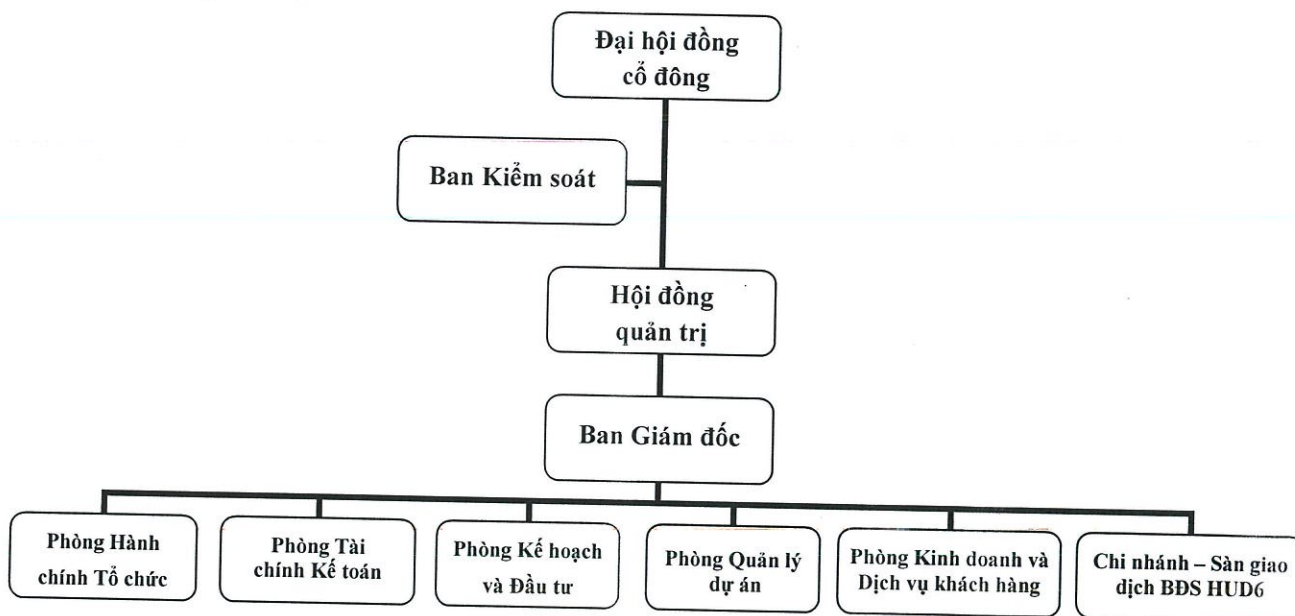 Đại hội đồng
cổ đông
Ban Kiểm soát
Hội đồng
quản trị
Ban Giám đốc
Phòng Hành
chính Tổ chức
Phòng Tài
chính Kế toán
Phòng Kế hoạch
và Đầu tư
Phòng Quản lý
dự án
Phòng Kinh doanh và
Dịch vụ khách hàng
Chi nhánh – Sàn giao
dịch BĐS HUD6